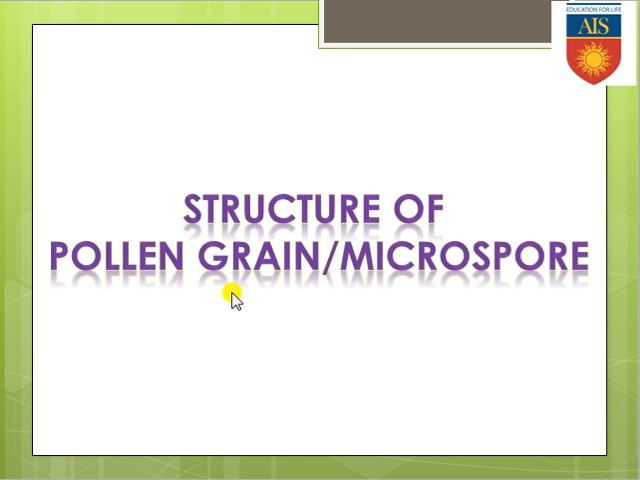 EDUCATION FOR LIFE
AIS
STRUCTURE OF
POLLEN GRAIN/MICROSPORE